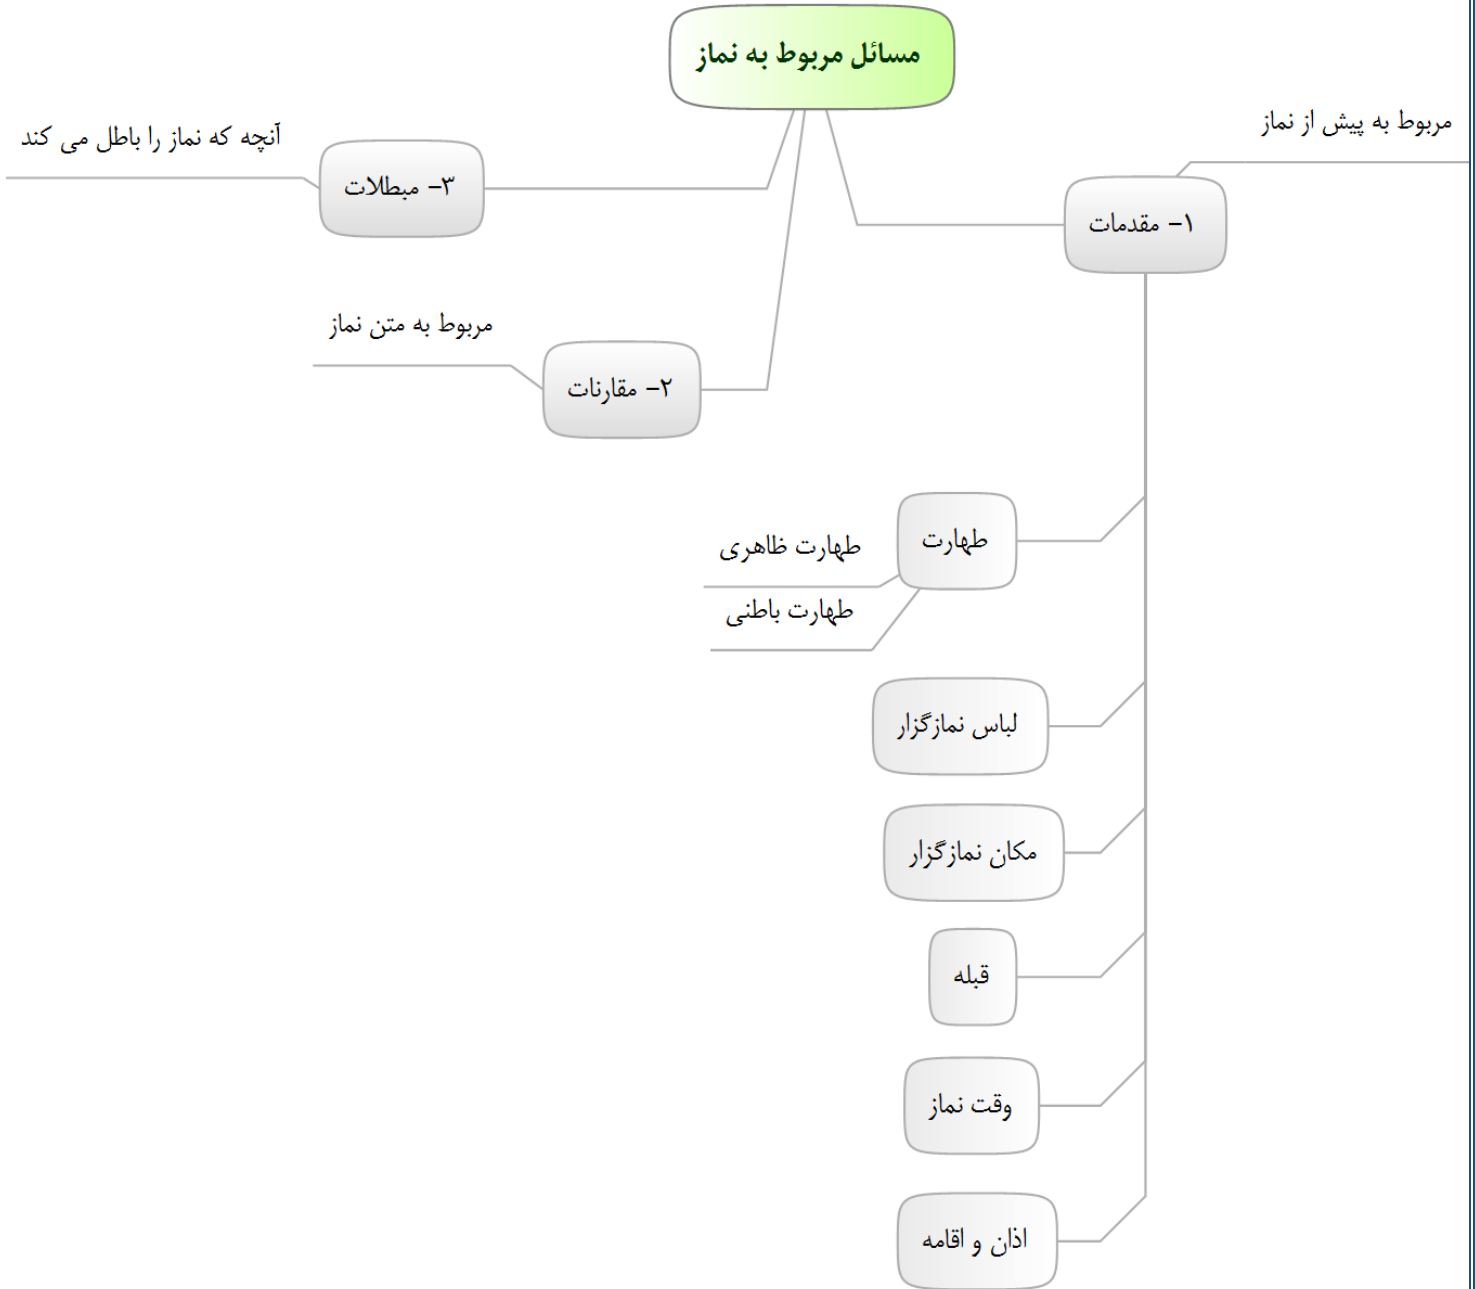 مسائل مربوط به نماز
مربوط به پیش از نماز
۱- مقدمات
آنچه که نماز را باطل می کند
۳- مبطلات
مربوط به متن نماز
۲- مقارنات
طهارت
طهارت ظاهری
طهارت باطنی
لباس نمازگزار
مکان نمازگزار
قبله
وقت نماز
اذان و اقامه